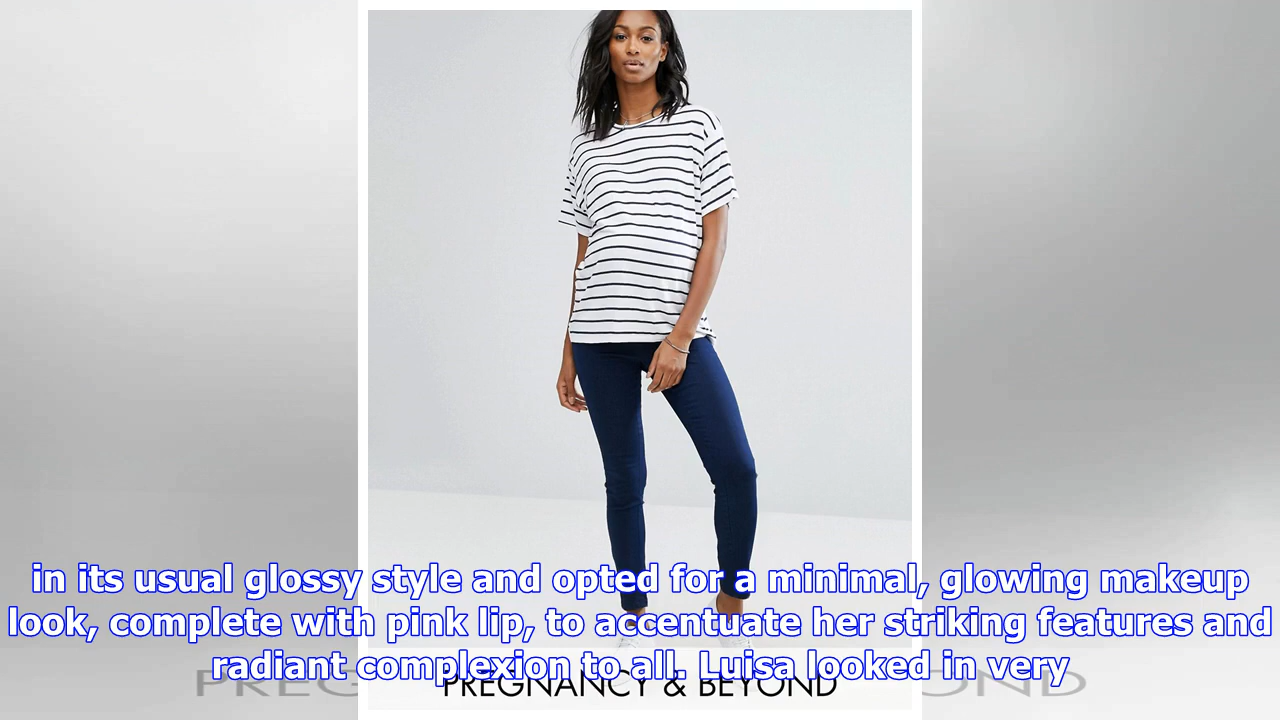 in its usual glossy style and opted for a minimal, glowing makeup
look, complete with pink lip, to accentuate her striking features and
radiant complexion to all. Luisa looked in very
PREGNANCY & BEYOND